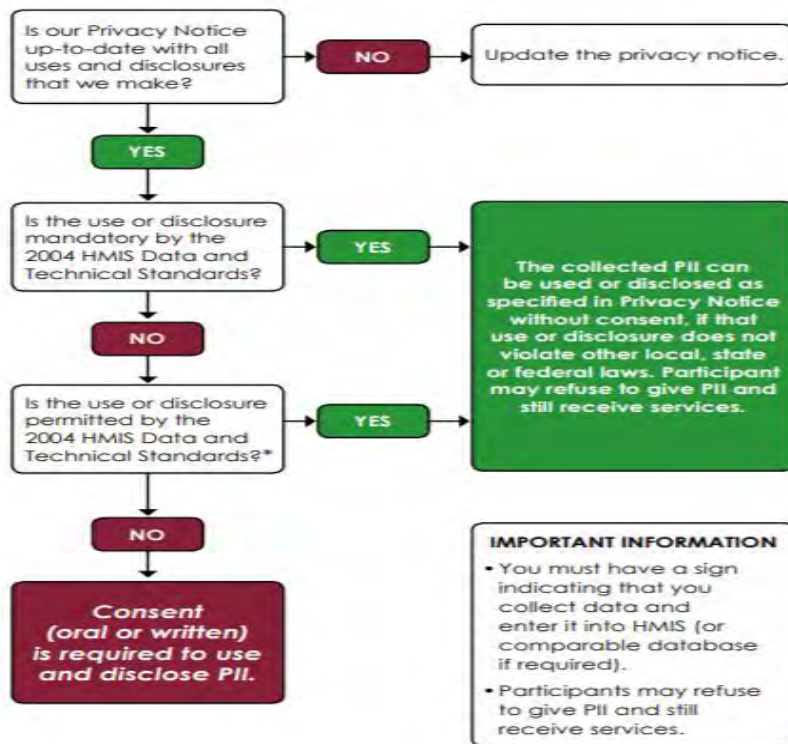 Is our Privacy Notice
up-to-date with all
uses and disclosures
that we make?
NO
Update the privacy notice.
YES
Is the use or disclosure
mandatory by the
2004 HMIS Data and
Technical Standards?
YES
The collected PII can
be used or disclosed as
specified in Privacy Notice
without consent, if that
use or disclosure does not
violate other local, state
or federal laws. Participant
may refuse to give PII and
still receive services.
NO
Is the use or disclosure
permitted by the
2004 HMIS Data and
Technical Standards?*
YES
NO
Consent
(oral or written)
is required to use
and disclose PII.
IMPORTANT INFORMATION
• You must have a sign
indicating that you
collect data and
enter it into HMIS (or
comparable database
if required).
• Participants may refuse
to give PII and still
receive services.